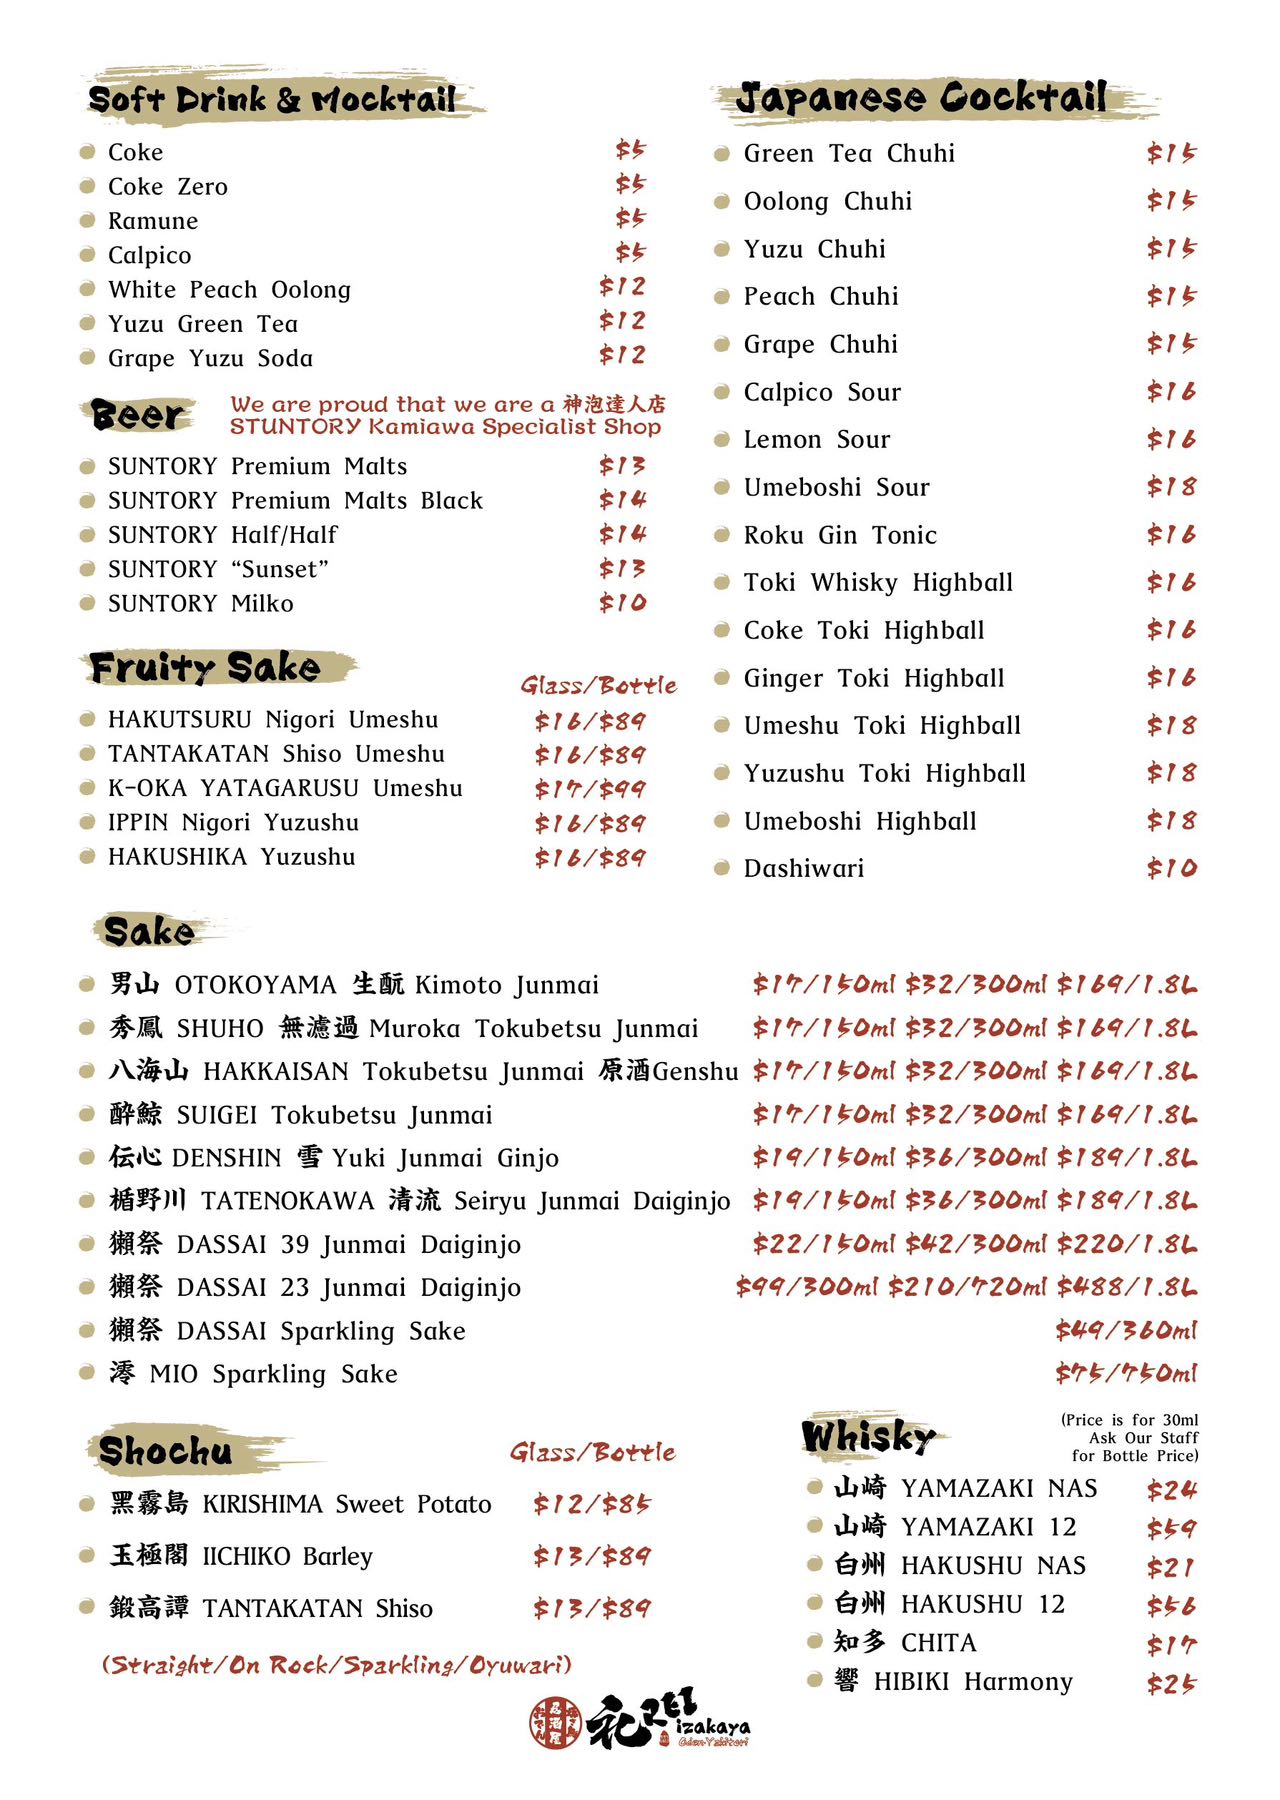 Soft Drink & Mocktail
Coke $5
Coke Zero $5
Ramune $5
Calpico $5
White Peach Oolong $12
Yuzu Green Tea $12
Grape Yuzu Soda $12
Beer
We are proud that we are a 神泡達人店
STUNTORY Kamiawa Specialist Shop
SUNTORY Premium Malts $13
SUNTORY Premium Malts Black $14
SUNTORY Half/Half $14
SUNTORY “Sunset” $13
SUNTORY Milko $10
Fruity Sake
Glass/Bottle
HAKUTSURU Nigori Umeshu $16/$89
TANTAKATAN Shiso Umeshu $16/$89
K-OKA YATAGARUSU Umeshu $17/$99
IPPIN Nigori Yuzushu $16/$89
HAKUSHIKA Yuzushu $16/$89
Japanese Cocktail
Green Tea Chuhi $15
Oolong Chuhi $15
Yuzu Chuhi $15
Peach Chuhi $15
Grape Chuhi $15
Calpico Sour $16
Lemon Sour $16
Umeboshi Sour $18
Roku Gin Tonic $16
Toki Whisky Highball $16
Coke Toki Highball $16
Ginger Toki Highball $16
Umeshu Toki Highball $18
Yuzushu Toki Highball $18
Umeboshi Highball $18
Dashiwari $10
Sake
男山 OTOKOYAMA 生酛 Kimoto Junmai $17/150ml $32/300ml $169/1.8L
秀鳳 SHUHO 無濾過 Muroka Tokubetsu Junmai $17/150ml $32/300ml $169/1.8L
八海山 HAKKAISAN Tokubetsu Junmai 原酒Genshu $17/150ml $32/300ml $169/1.8L
酔鯨 SUIGEI Tokubetsu Junmai $17/150ml $32/300ml $169/1.8L
伝心 DENSHIN 雪 Yuki Junmai Ginjo $19/150ml $36/300ml $189/1.8L
楯野川 TATENOKAWA 清流 Seiryu Junmai Daiginjo $19/150ml $36/300ml $189/1.8L
獺祭 DASSAI 39 Junmai Daiginjo $22/150ml $42/300ml $220/1.8L
獺祭 DASSAI 23 Junmai Daiginjo $99/300ml $210/720ml $488/1.8L
獺祭 DASSAI Sparkling Sake $49/360ml
澪 MIO Sparkling Sake $75/750ml
Shochu
Glass/Bottle
黑霧島 KIRISHIMA Sweet Potato $12/$85
玉極閣 IICHIKO Barley $13/$89
鍛高譚 TANTAKATAN Shiso $13/$89
(Straight/On Rock/Sparkling/Oyuwari)
Whisky
(Price is for 30ml
Ask Our Staff
for Bottle Price)
山崎 YAMAZAKI NAS $24
山崎 YAMAZAKI 12 $59
白州 HAKUSHU NAS $21
白州 HAKUSHU 12 $56
知多 CHITA $17
響 HIBIKI Harmony $25
居酒屋
おでん
礼 REI
izakaya
Oden·Yakitori